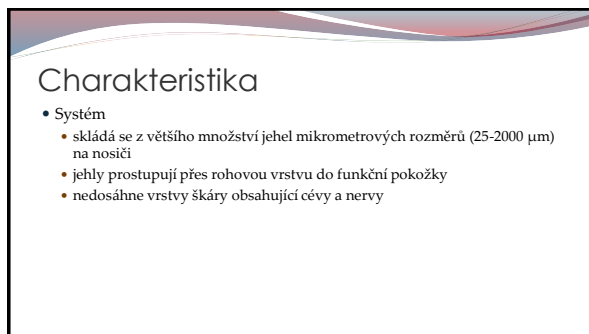 Charakteristika
• Systém
• skládá se z většího množství jehel mikrometrových rozměrů (25-2000 µm)
na nosiči
• jehly prostupují přes rohovou vrstvu do funkční pokožky
• nedosáhne vrstvy škáry obsahující cévy a nervy